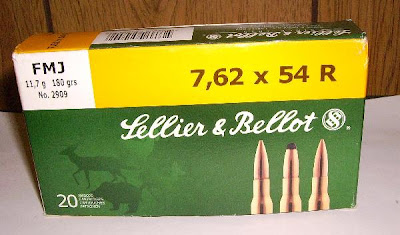 FMJ
11,7 g 180 grs
No. 2909
7,62 x 54 R
Sellier & Bellot
20